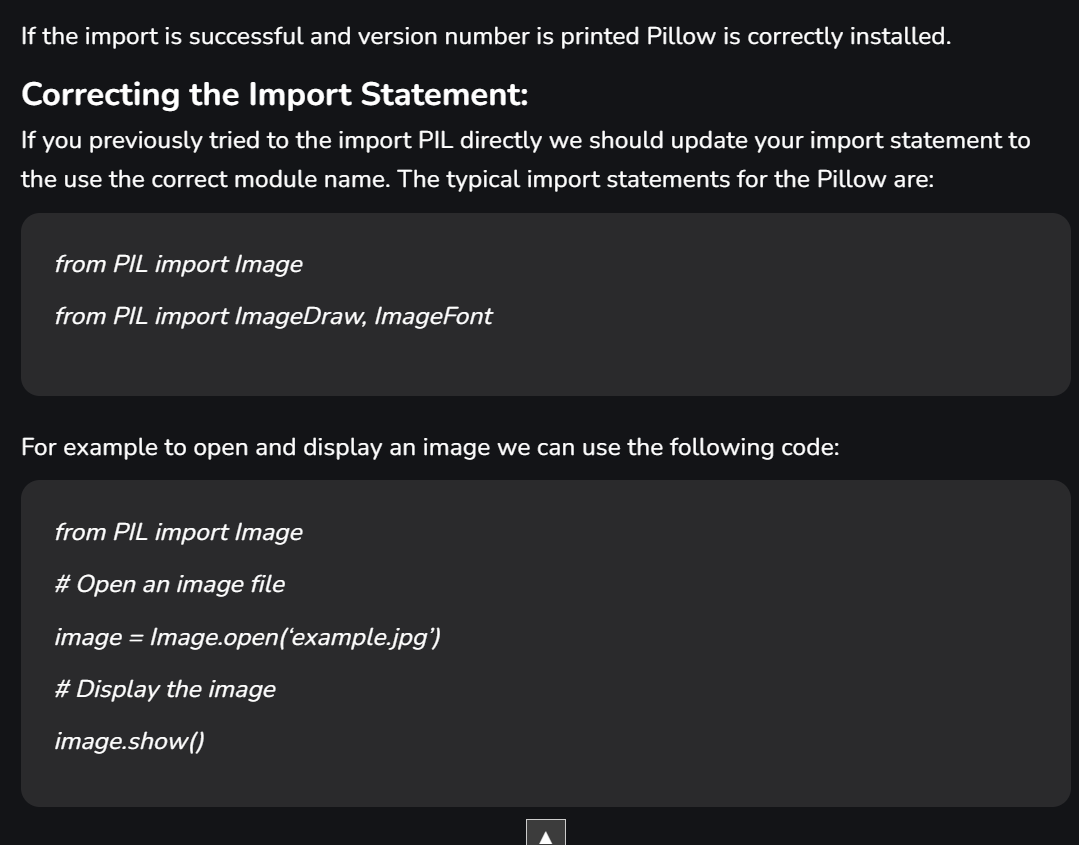 If the import is successful and version number is printed Pillow is correctly installed.
Correcting the Import Statement:
If you previously tried to the import PIL directly we should update your import statement to
the use the correct module name. The typical import statements for the Pillow are:
from PIL import Image
from PIL import ImageDraw, ImageFont
For example to open and display an image we can use the following code:
from PIL import Image
# Open an image file
image = Image.open(‘example.jpg’)
# Display the image
image.show()